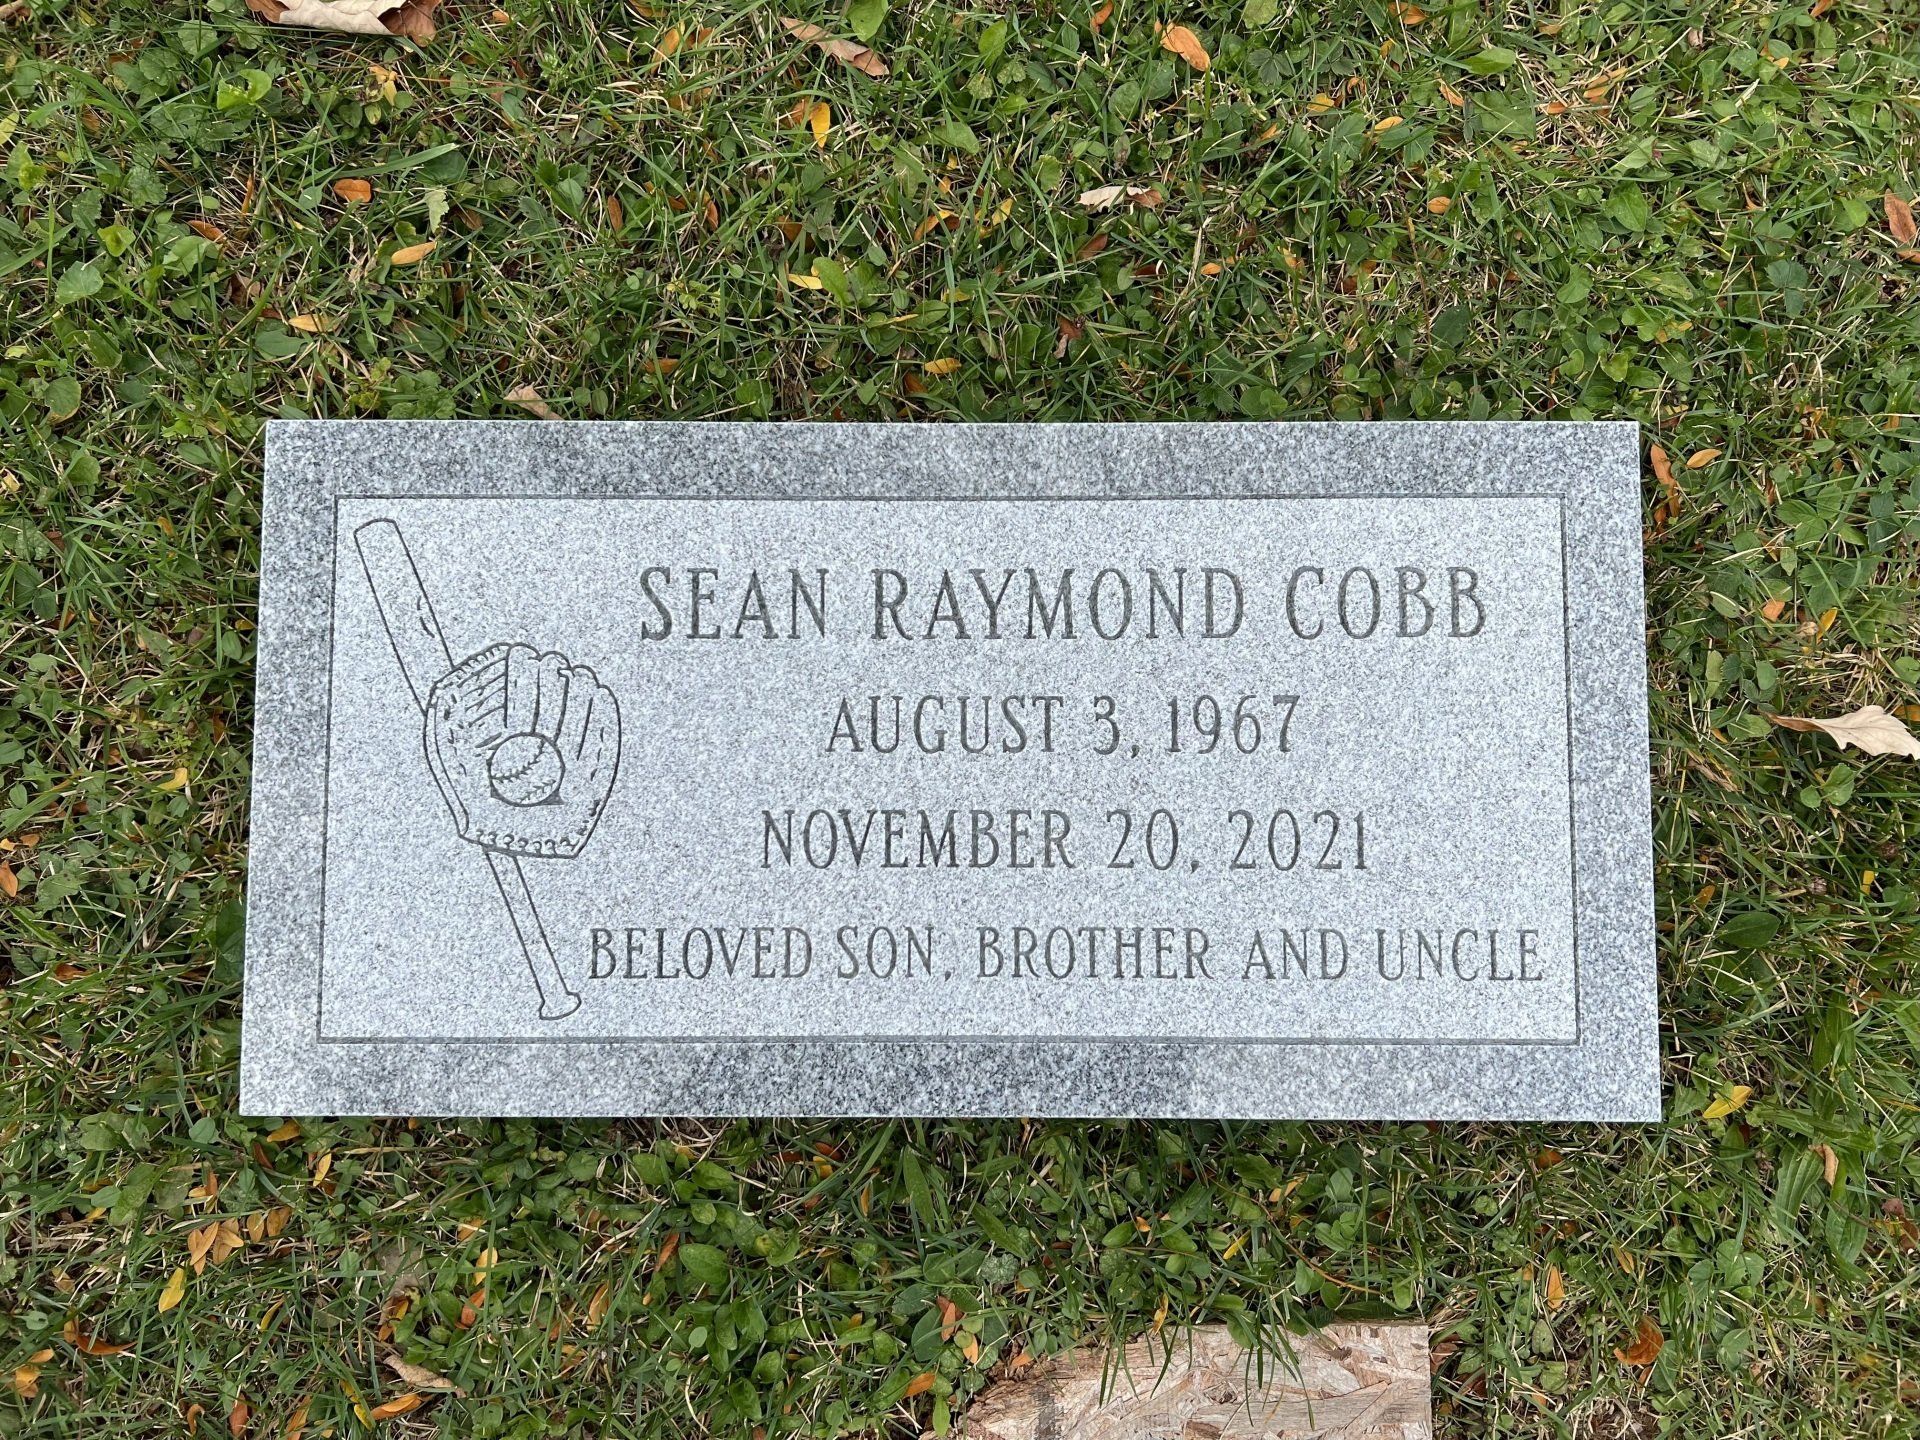 SEAN RAYMOND COBB
AUGUST 3, 1967
NOVEMBER 20, 2021
BELOVED SON, BROTHER AND UNCLE